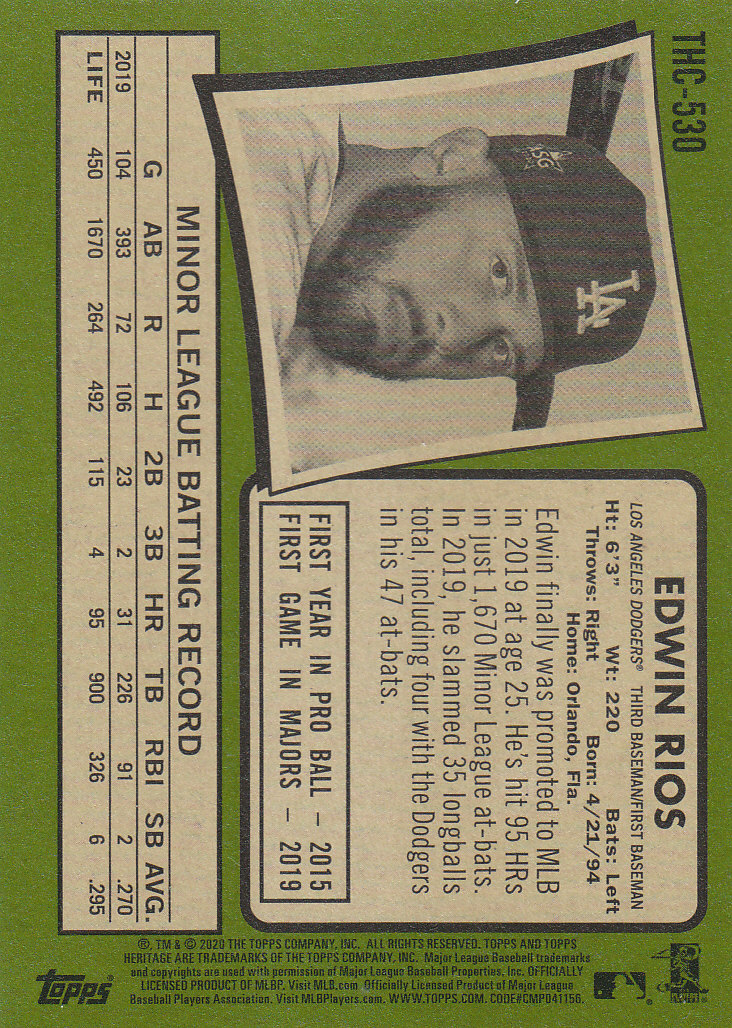 THC-530
LA
EDWIN RIOS
LOS ANGELES DODGERS® THIRD BASEMAN/FIRST BASEMAN
Ht: 6'3" Wt: 220 Bats: Left
Throws: Right Born: 4/21/94
Home: Orlando, Fla.
Edwin finally was promoted to MLB
in 2019 at age 25. He's hit 95 HRs
in just 1,670 Minor League at-bats.
In 2019, he slammed 35 longballs
total, including four with the Dodgers
in his 47 at-bats.
FIRST YEAR IN PRO BALL – 2015
FIRST GAME IN MAJORS – 2019
MINOR LEAGUE BATTING RECORD
G AB R H 2B 3B HR TB RBI SB AVG.
2019 104 393 72 106 23 2 31 226 91 2 .270
LIFE 450 1670 264 492 115 4 95 900 326 6 .295
®, TM & © 2020 THE TOPPS COMPANY, INC. ALL RIGHTS RESERVED. TOPPS AND TOPPS
HERITAGE ARE TRADEMARKS OF THE TOPPS COMPANY, INC. Major League Baseball trademarks
and copyrights are used with permission of Major League Baseball Properties, Inc. OFFICIALLY
LICENSED PRODUCT OF MLBP. Visit MLB.com Officially Licensed Product of Major League
Baseball Players Association. Visit MLBPlayers.com. WWW.TOPPS.COM. CODE#CMP041156.
topps